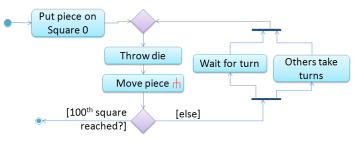 Put piece on
Square 0
Throw die
Move piece
Wait for turn
Others take
turns
[100th square
reached?]
[else]